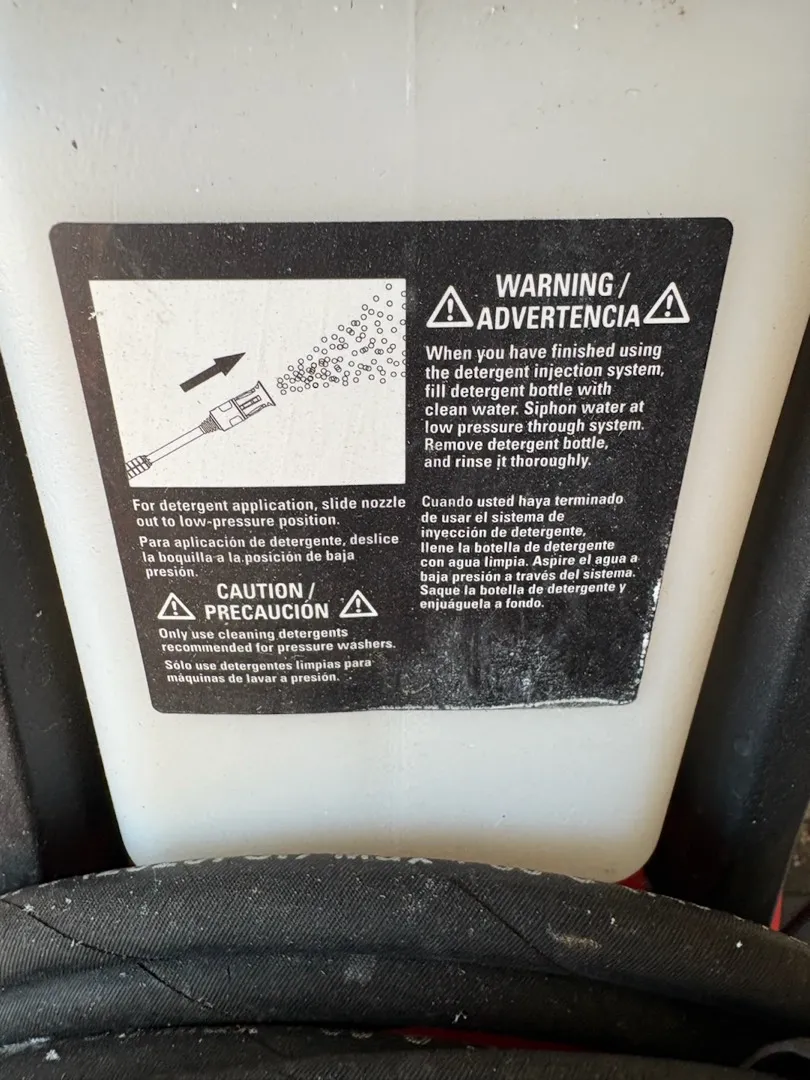 For detergent application, slide nozzle
out to low-pressure position.
Para aplicación de detergente, deslice
la boquilla a la posición de baja
presión.
CAUTION /
PRECAUCIÓN
Only use cleaning detergents
recommended for pressure washers.
Sólo use detergentes limpias para
máquinas de lavar a presión.
WARNING /
ADVERTENCIA
When you have finished using
the detergent injection system,
fill detergent bottle with
clean water. Siphon water at
low pressure through system.
Remove detergent bottle,
and rinse it thoroughly.
Cuando usted haya terminado
de usar el sistema de
inyección de detergente,
llene la botella de detergente
con agua limpia. Aspire el agua a
baja presión a través del sistema.
Saque la botella de detergente y
enjuáguela a fondo.